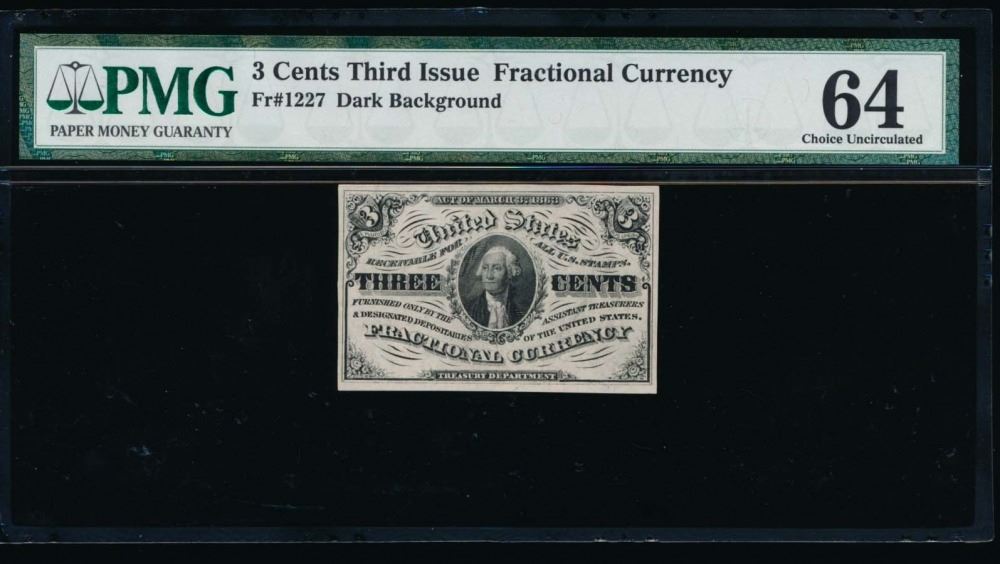 PMG
PAPER MONEY GUARANTY
3 Cents Third Issue Fractional Currency
Fr#1227 Dark Background
64
Choice Uncirculated
ACT OF MARCH 3, 1863
3
3
United States
RECEIVABLE FOR ALL U.S. STAMPS.
THREE CENTS
FURNISHED ONLY BY THE ASSISTANT TREASURERS
& DESIGNATED DEPOSITARIES OF THE UNITED STATES.
FRACTIONAL CURRENCY
TREASURY DEPARTMENT